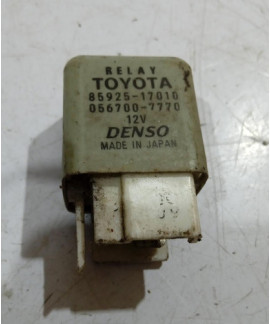 RELAY
TOYOTA
85925-17010
056700-7770
12V
DENSO
MADE IN JAPAN